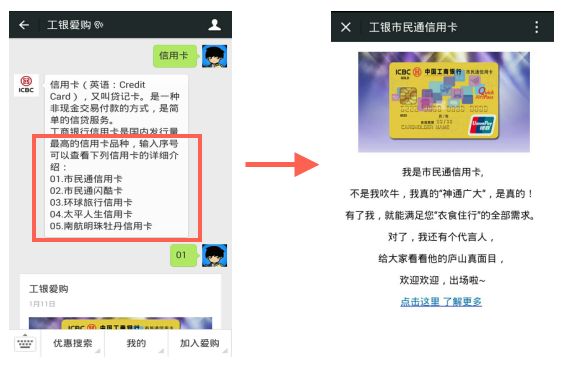 工银爱购
信用卡
ICBC
信用卡（英语：Credit
Card），又叫贷记卡。是一种
非现金交易付款的方式，是简
单的信贷服务。
工商银行信用卡是国内发行量
最高的信用卡品种，输入序号
可以查看下列信用卡的详细介
绍：
01.市民通信用卡
02.市民通闪酷卡
03.环球旅行信用卡
04.太平人生信用卡
05.南航明珠牡丹信用卡
01
工银爱购
1月11日
ICBC 中国工商银行
优惠搜索
我的
加入爱购
工银市民通信用卡
ICBC 中国工商银行 市民通信用卡
Quick
UnionPay
银联
CARDHOLDER NAME
我是市民通信用卡,
不是我吹牛，我真的“神通广大”，是真的！
有了我，就能满足您“衣食住行”的全部需求。
对了，我还有个代言人，
给大家看看他的庐山真面目，
欢迎欢迎，出场啦~
点击这里 了解更多